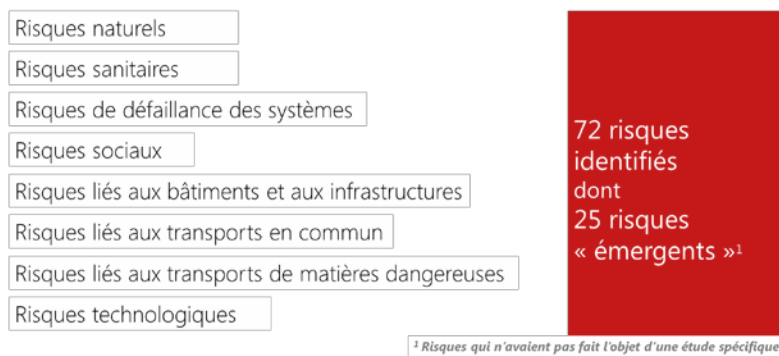 Risques naturels
Risques sanitaires
Risques de défaillance des systèmes
Risques sociaux
Risques liés aux bâtiments et aux infrastructures
Risques liés aux transports en commun
Risques liés aux transports de matières dangereuses
Risques technologiques
72 risques
identifiés
dont
25 risques
« émergents »¹
¹ Risques qui n'avaient pas fait l'objet d'une étude spécifique